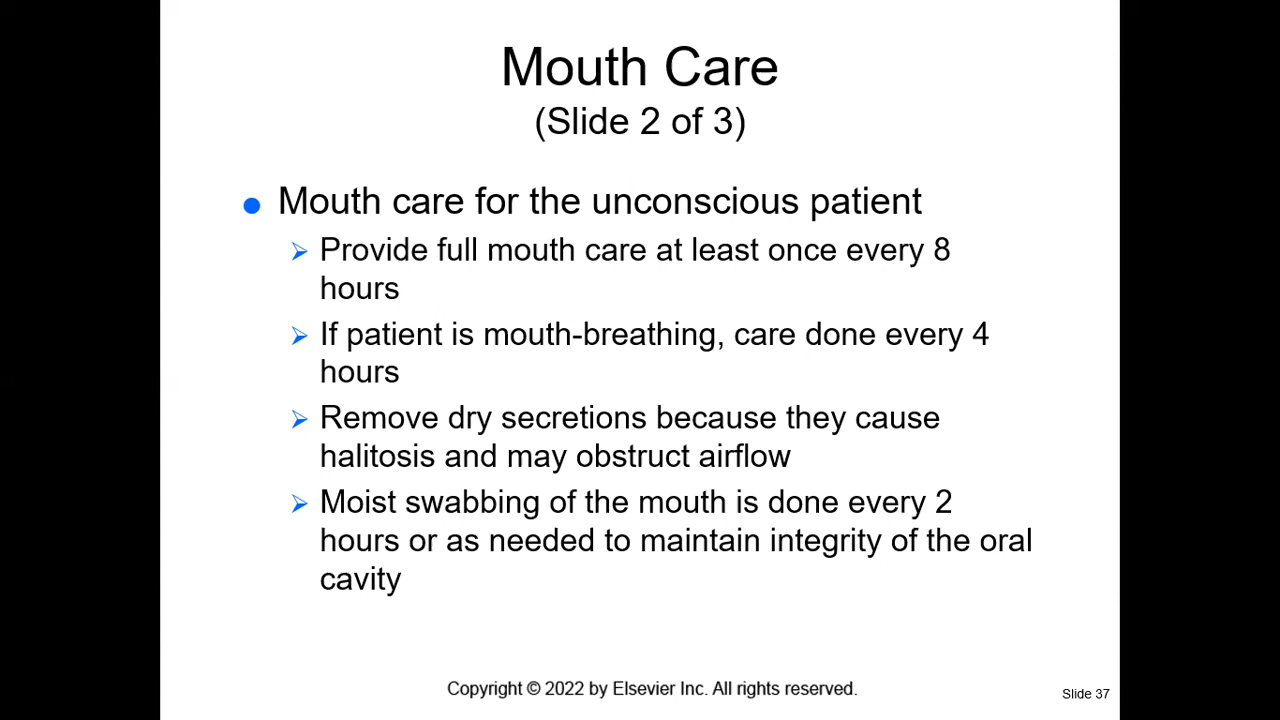 Mouth Care
(Slide 2 of 3)
Mouth care for the unconscious patient
Provide full mouth care at least once every 8
hours
If patient is mouth-breathing, care done every 4
hours
Remove dry secretions because they cause
halitosis and may obstruct airflow
Moist swabbing of the mouth is done every 2
hours or as needed to maintain integrity of the oral
cavity
Copyright © 2022 by Elsevier Inc. All rights reserved.
Slide 37